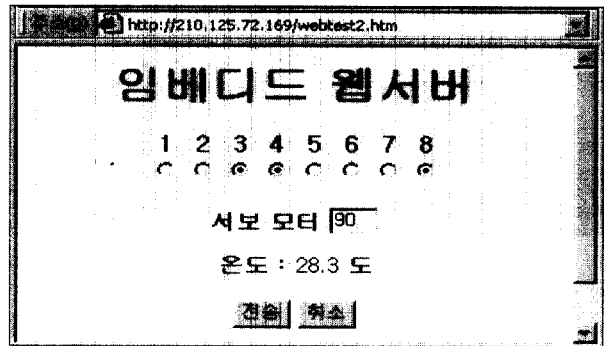 http://210.125.72.169/webtest2.htm
임베디드 웹서버
1 2 3 4 5 6 7 8
서보 모터 90
온도 : 28.3 도
전송 취소